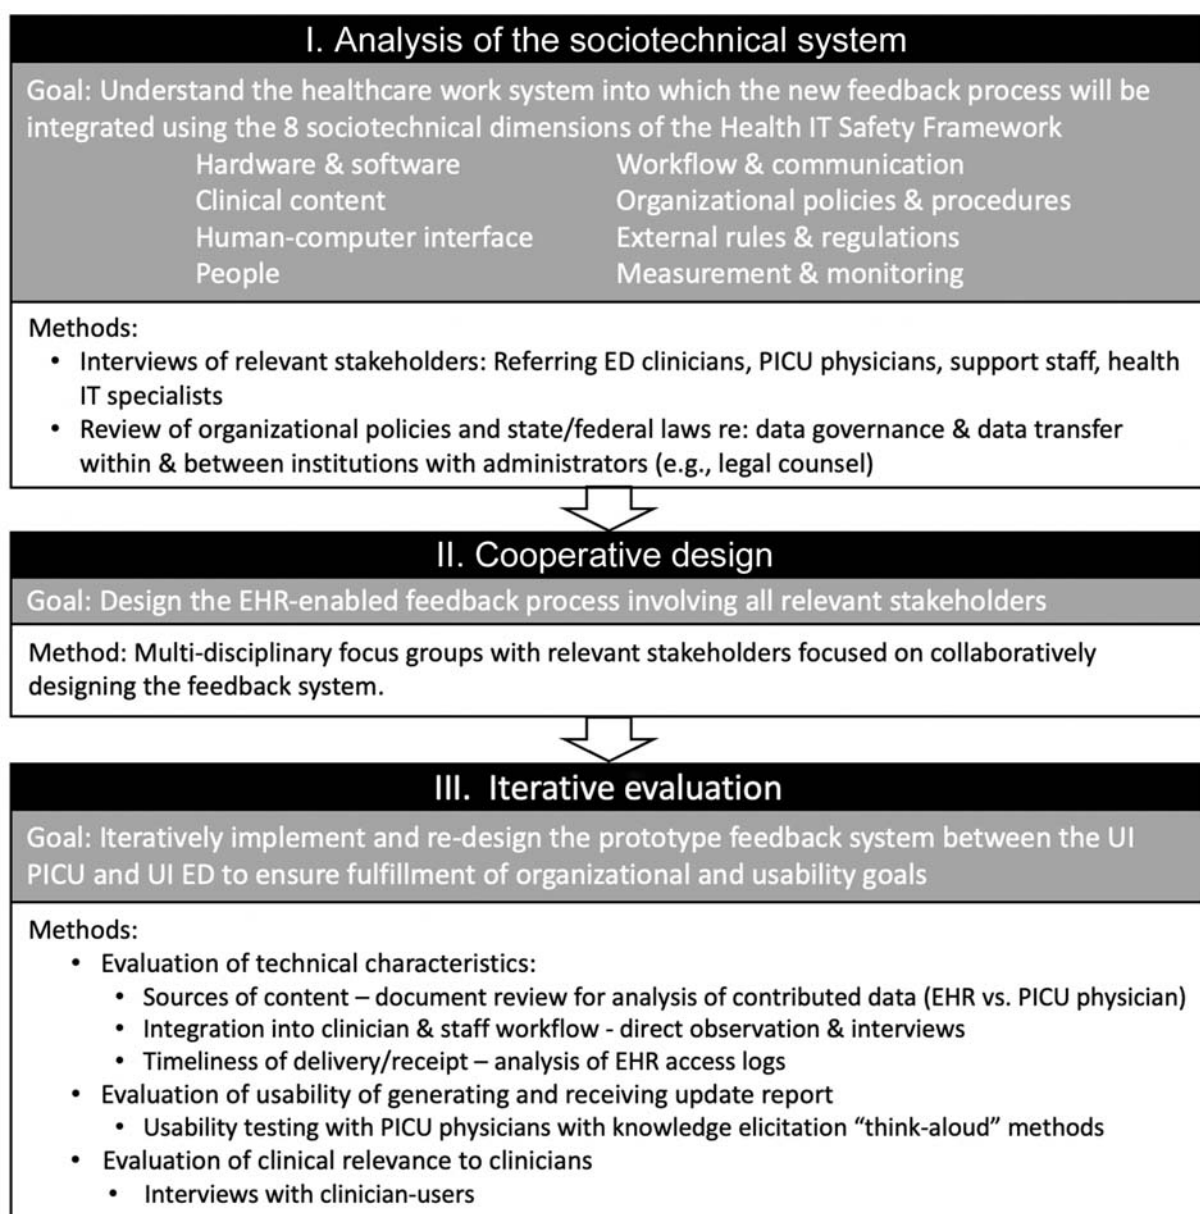 I. Analysis of the sociotechnical system
Goal: Understand the healthcare work system into which the new feedback process will be
integrated using the 8 sociotechnical dimensions of the Health IT Safety Framework
Hardware & software Workflow & communication
Clinical content Organizational policies & procedures
Human-computer interface External rules & regulations
People Measurement & monitoring
Methods:
• Interviews of relevant stakeholders: Referring ED clinicians, PICU physicians, support staff, health
IT specialists
• Review of organizational policies and state/federal laws re: data governance & data transfer
within & between institutions with administrators (e.g., legal counsel)
II. Cooperative design
Goal: Design the EHR-enabled feedback process involving all relevant stakeholders
Method: Multi-disciplinary focus groups with relevant stakeholders focused on collaboratively
designing the feedback system.
III. Iterative evaluation
Goal: Iteratively implement and re-design the prototype feedback system between the UI
PICU and UI ED to ensure fulfillment of organizational and usability goals
Methods:
• Evaluation of technical characteristics:
• Sources of content – document review for analysis of contributed data (EHR vs. PICU physician)
• Integration into clinician & staff workflow - direct observation & interviews
• Timeliness of delivery/receipt – analysis of EHR access logs
• Evaluation of usability of generating and receiving update report
• Usability testing with PICU physicians with knowledge elicitation “think-aloud” methods
• Evaluation of clinical relevance to clinicians
• Interviews with clinician-users